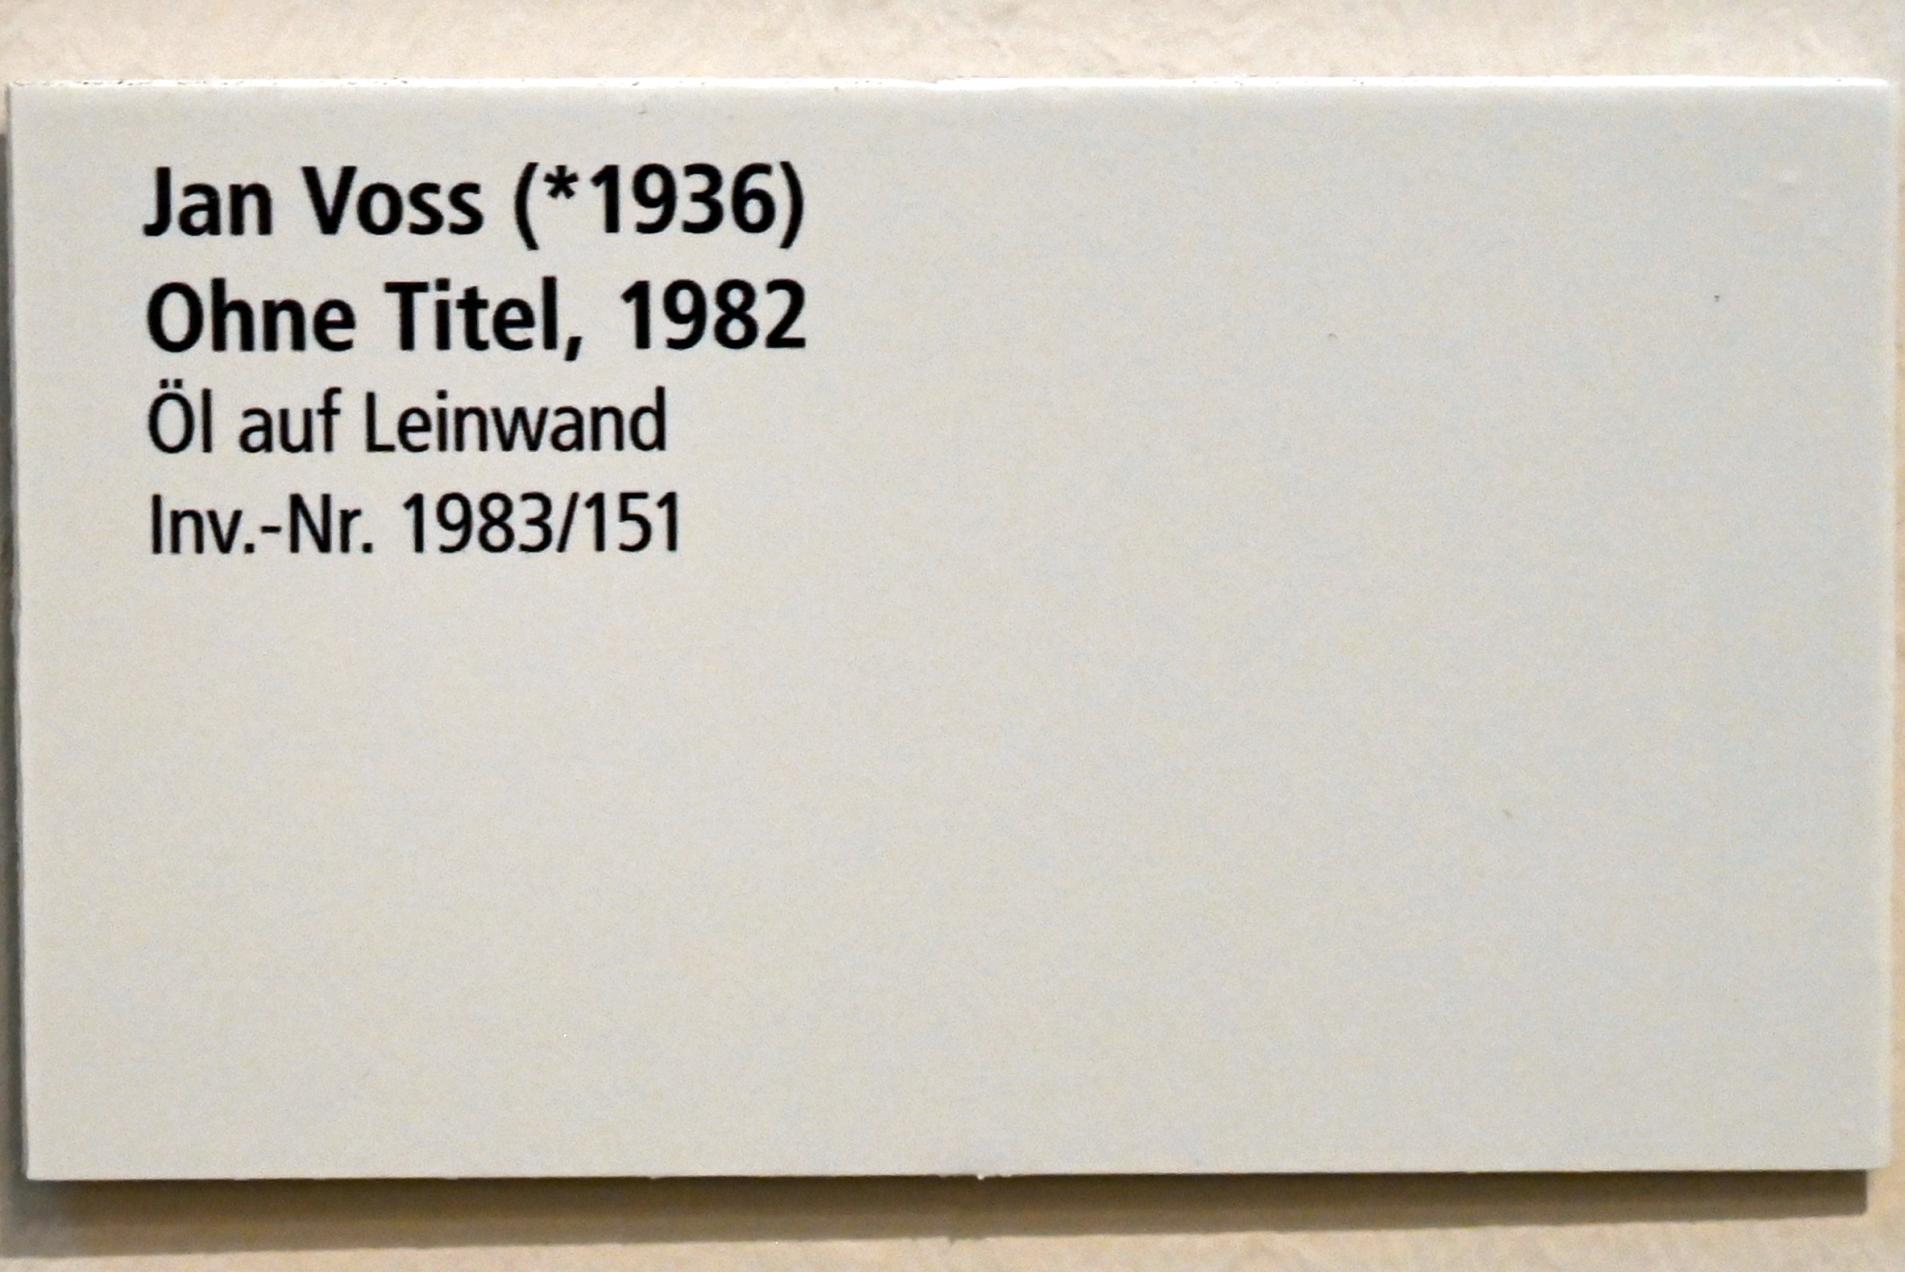 Jan Voss (*1936)
Ohne Titel, 1982
Öl auf Leinwand
Inv.-Nr. 1983/151